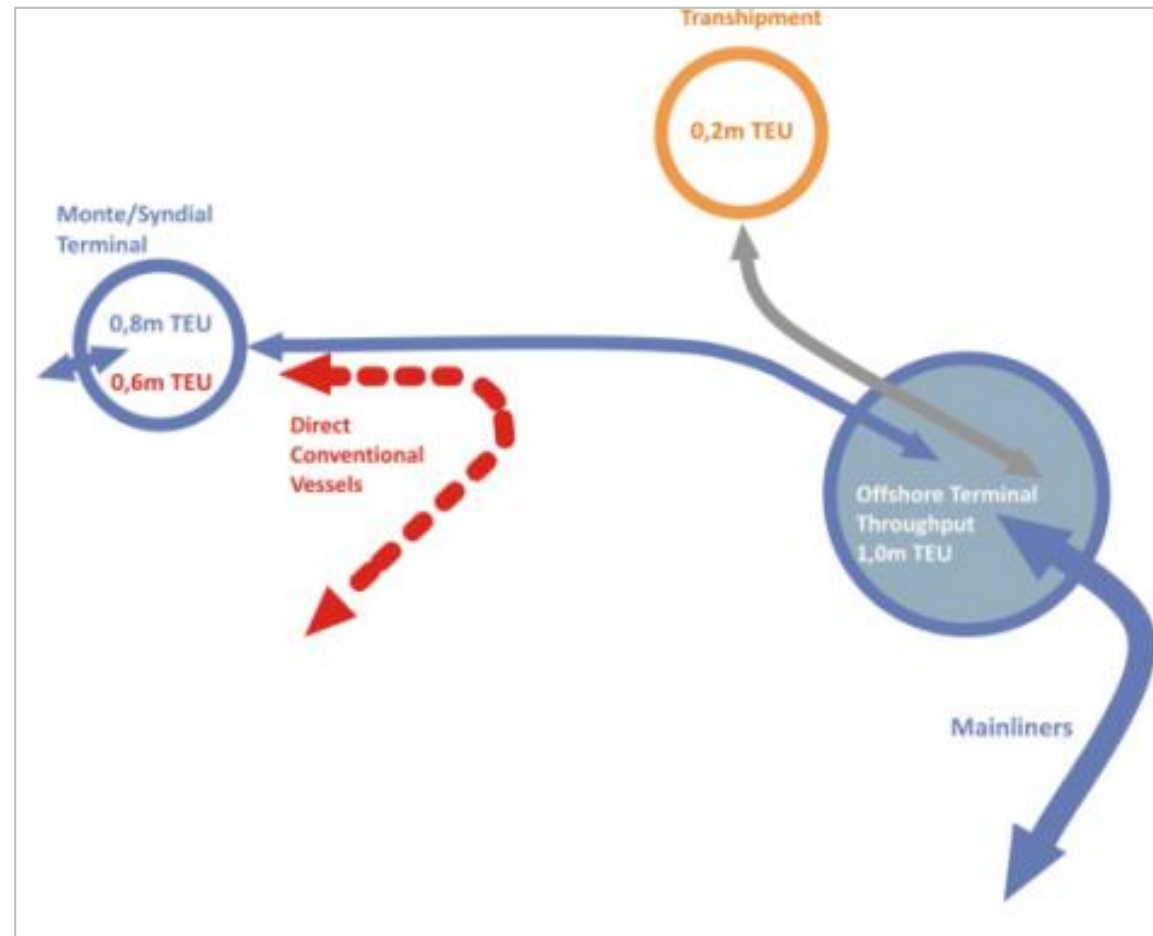 Transhipment
0,2m TEU
Monte/Syndial
Terminal
0,8m TEU
0,6m TEU
Direct
Conventional
Vessels
Offshore Terminal
Throughput
1,0m TEU
Mainliners